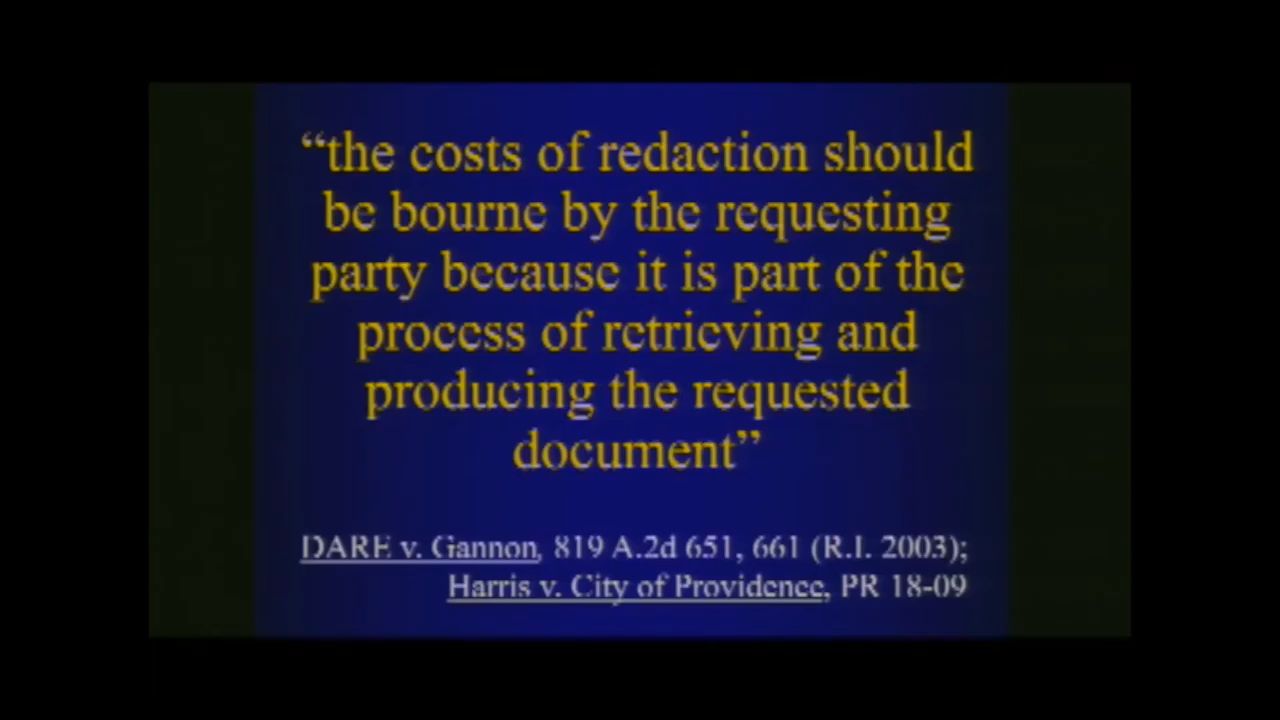 “the costs of redaction should
be bourne by the requesting
party because it is part of the
process of retrieving and
producing the requested
document”
DARE v. Gannon, 819 A.2d 651, 661 (R.I. 2003);
Harris v. City of Providence, PR 18-09